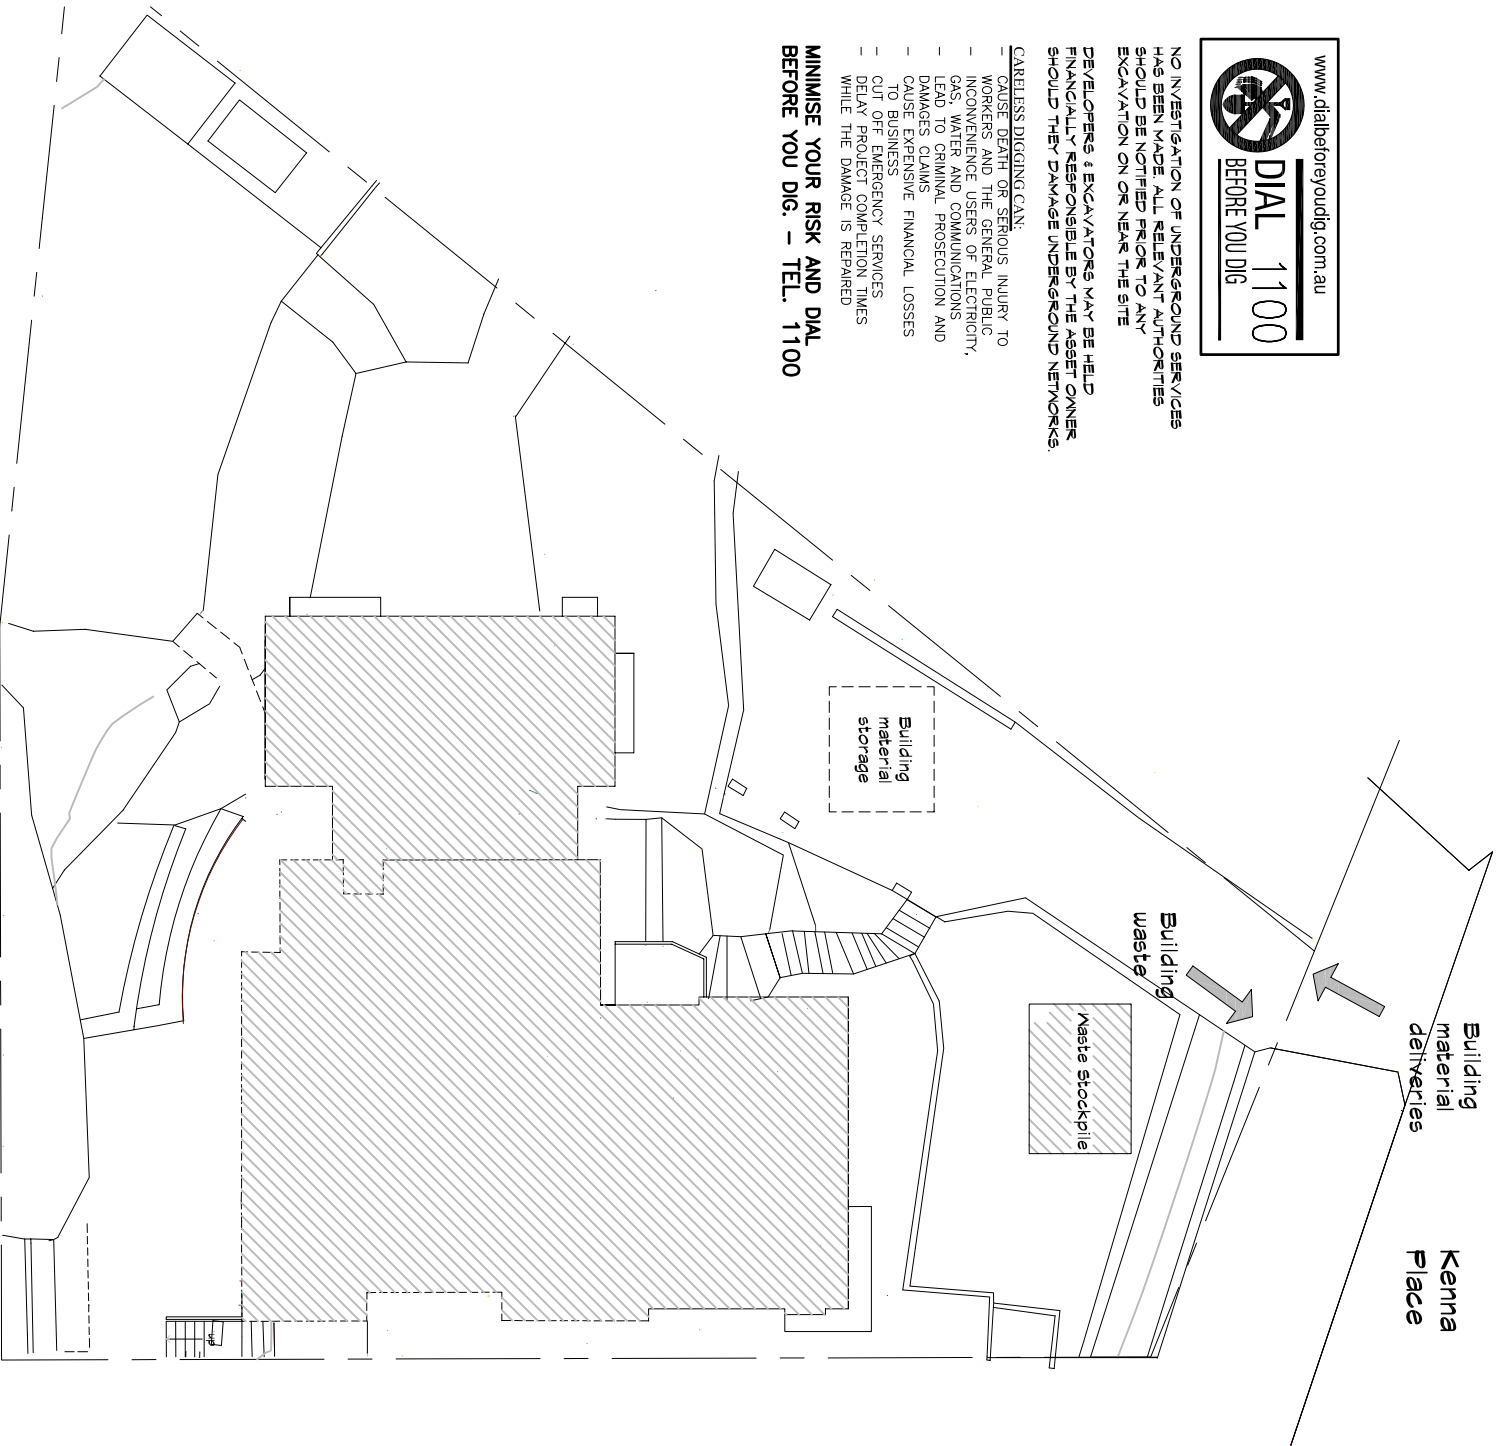 www.dialbeforeyoudig.com.au
DIAL 1100
BEFORE YOU DIG
NO INVESTIGATION OF UNDERGROUND SERVICES
HAS BEEN MADE. ALL RELEVANT AUTHORITIES
SHOULD BE NOTIFIED PRIOR TO ANY
EXCAVATION ON OR NEAR THE SITE
DEVELOPERS & EXCAVATORS MAY BE HELD
FINANCIALLY RESPONSIBLE BY THE ASSET OWNER
SHOULD THEY DAMAGE UNDERGROUND NETWORKS.
CARELESS DIGGING CAN:
- CAUSE DEATH OR SERIOUS INJURY TO
WORKERS AND THE GENERAL PUBLIC
- INCONVENIENCE USERS OF ELECTRICITY,
GAS, WATER AND COMMUNICATIONS
- LEAD TO CRIMINAL PROSECUTION AND
DAMAGES CLAIMS
- CAUSE EXPENSIVE FINANCIAL LOSSES
TO BUSINESS
- CUT OFF EMERGENCY SERVICES
- DELAY PROJECT COMPLETION TIMES
WHILE THE DAMAGE IS REPAIRED
MINIMISE YOUR RISK AND DIAL
BEFORE YOU DIG. - TEL. 1100
Building
material
storage
Building
waste
Waste Stockpile
Building
material
deliveries
Kenna
Place
up